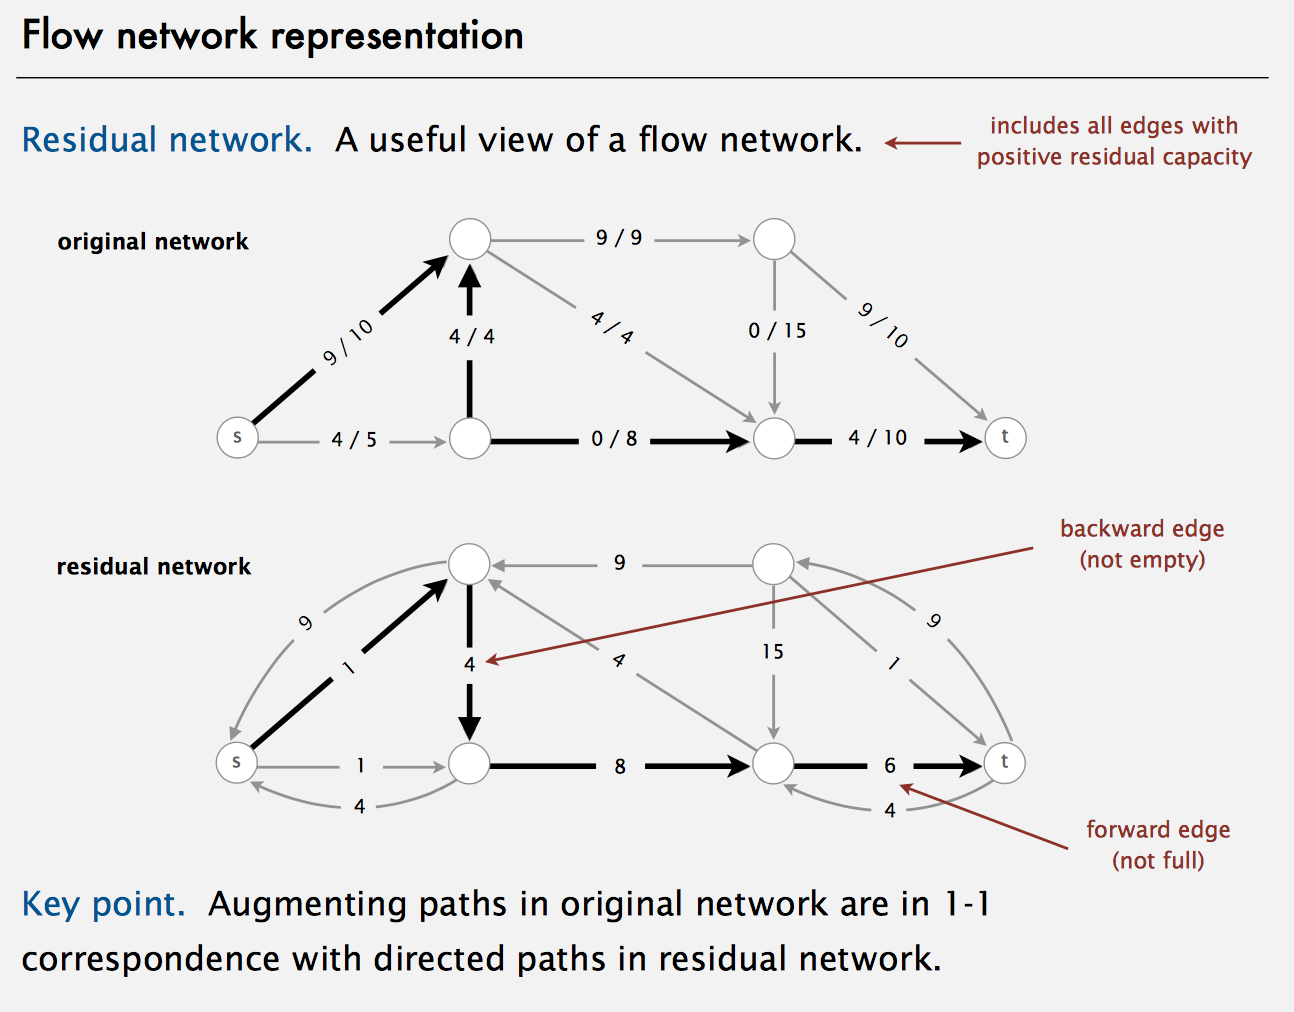 Flow network representation
Residual network. A useful view of a flow network.
includes all edges with
positive residual capacity
original network
9 / 9
9 / 10
4 / 4
4 / 4
0 / 15
9 / 10
s
4 / 5
0 / 8
4 / 10
t
backward edge
(not empty)
residual network
9
9
9
1
4
4
15
1
s
1
8
6
t
4
4
forward edge
(not full)
Key point. Augmenting paths in original network are in 1-1
correspondence with directed paths in residual network.